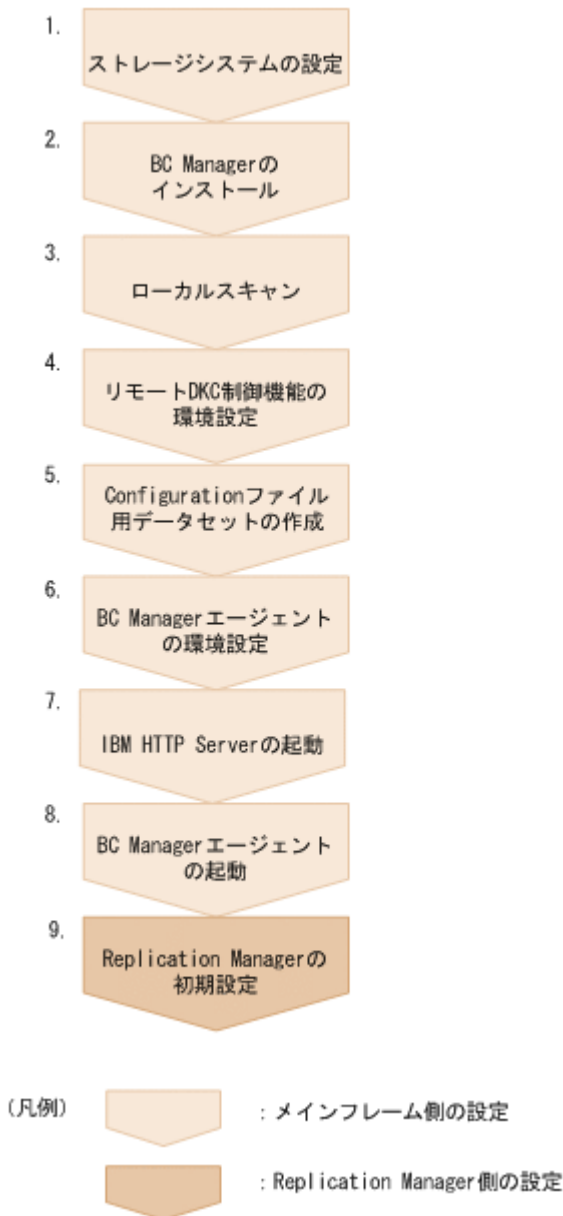 1.
ストレージシステムの設定
2.
BC Managerの
インストール
3.
ローカルスキャン
4.
リモートDKC制御機能の
環境設定
5.
Configurationファイル
用データセットの作成
6.
BC Managerエージェント
の環境設定
7.
IBM HTTP Serverの起動
8.
BC Managerエージェント
の起動
9.
Replication Managerの
初期設定
(凡例)
：メインフレーム側の設定
：Replication Manager側の設定